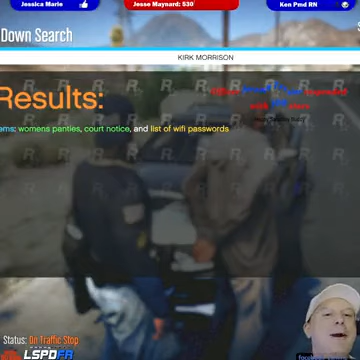 Jessica Marie
Jesse Maynard: 530
Ken Pmd RN
Down Search
KIRK MORRISON
Results:
ems: womens panties, court notice, and list of wifi passwords
Status: On Traffic Stop
LSPDFR